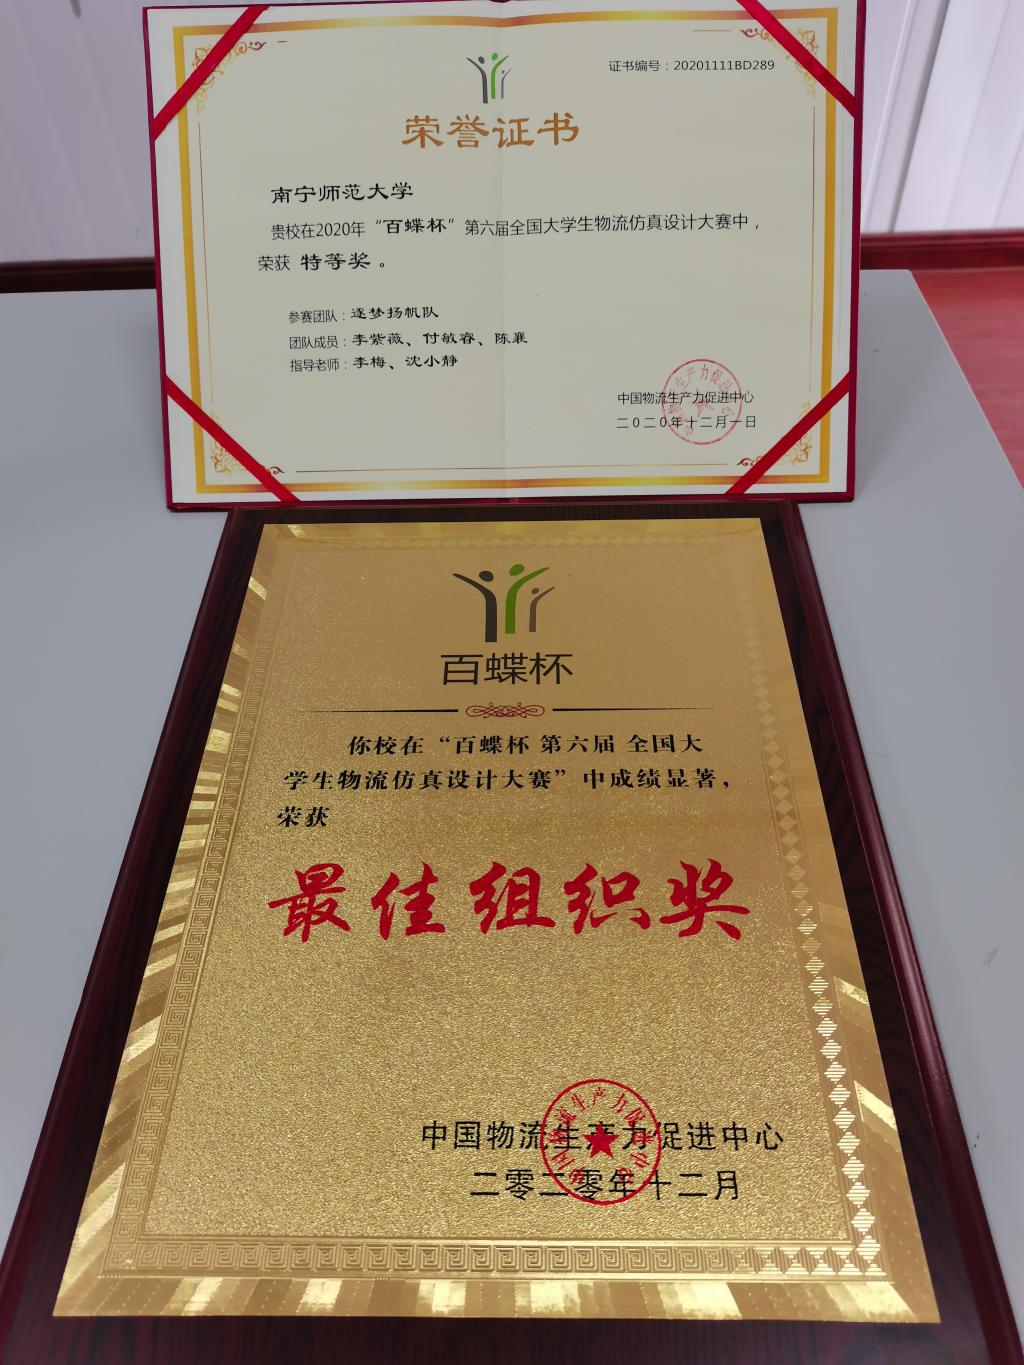 证书编号：20201111BD289
荣誉证书
南宁师范大学
贵校在2020年“百蝶杯”第六届全国大学生物流仿真设计大赛中，
荣获 特等奖 。
参赛团队：逐梦扬帆队
团队成员：李紫薇、付敏睿、陈襄
指导老师：李梅、沈小静
中国物流生产力促进中心
二0二0年十二月一日
百蝶杯
你校在“百蝶杯 第六届 全国大
学生物流仿真设计大赛”中成绩显著，
荣获
最佳组织奖
中国物流生产力促进中心
二零二零年十二月